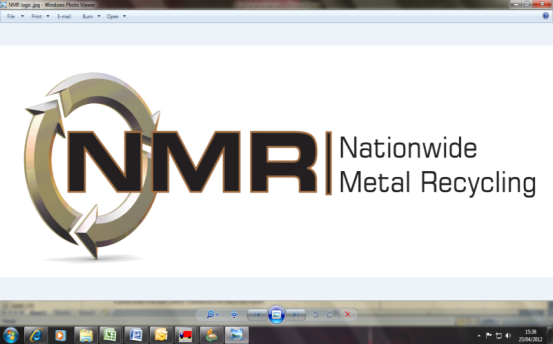 NMR logo .jpg - Windows Photo Viewer
File Print E-mail Burn Open
NMR
Nationwide
Metal Recycling
15:38
23/04/2012